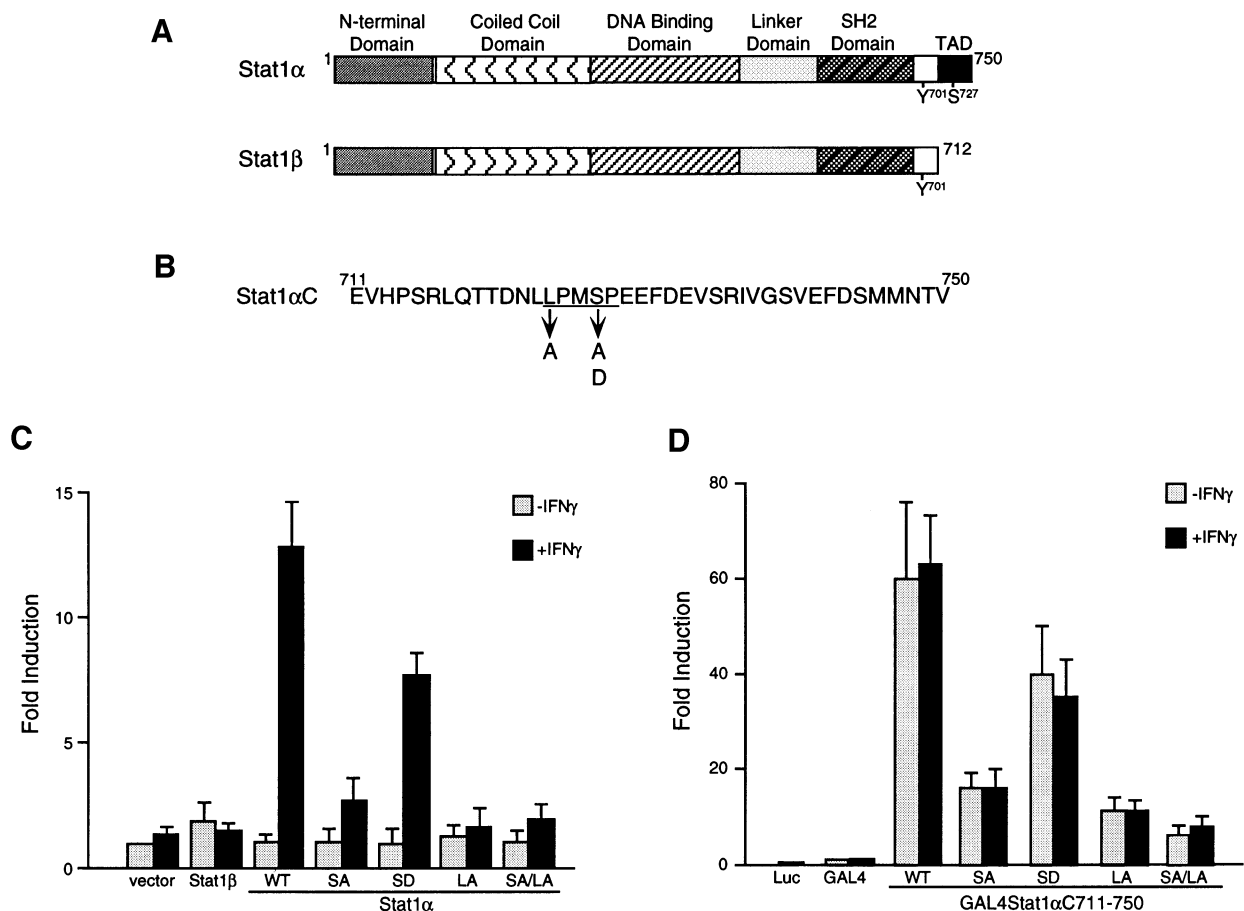 A
N-terminal Domain
Coiled Coil Domain
DNA Binding Domain
Linker Domain
SH2 Domain
TAD
Stat1α
1
750
Y701 S727
Stat1β
1
712
Y701
B
Stat1αC
711
EVHPSRLQTTDNLLPMSPEEFDEVSRIVGSVEFDSMMNTV
750
A
A
D
C
Fold Induction
15
10
5
0
-IFNγ
+IFNγ
vector
Stat1β
WT
SA
SD
LA
SA/LA
Stat1α
D
Fold Induction
80
60
40
20
0
-IFNγ
+IFNγ
Luc
GAL4
WT
SA
SD
LA
SA/LA
GAL4Stat1αC711-750